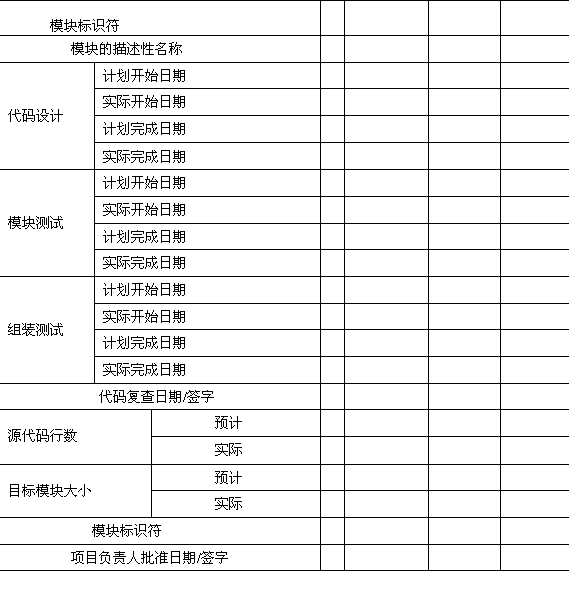 模块标识符
模块的描述性名称
代码设计
计划开始日期
实际开始日期
计划完成日期
实际完成日期
模块测试
计划开始日期
实际开始日期
计划完成日期
实际完成日期
组装测试
计划开始日期
实际开始日期
计划完成日期
实际完成日期
代码复查日期/签字
源代码行数
预计
实际
目标模块大小
预计
实际
模块标识符
项目负责人批准日期/签字